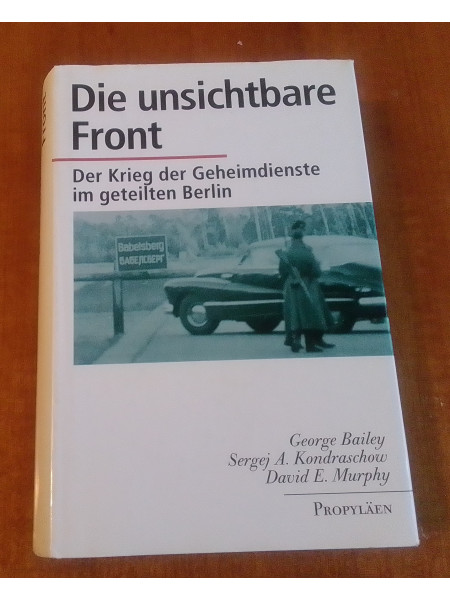 Die unsichtbare
Front
Der Krieg der Geheimdienste
im geteilten Berlin
Babelsberg
George Bailey
Sergej A. Kondraschow
David E. Murphy
PROPYLÄEN